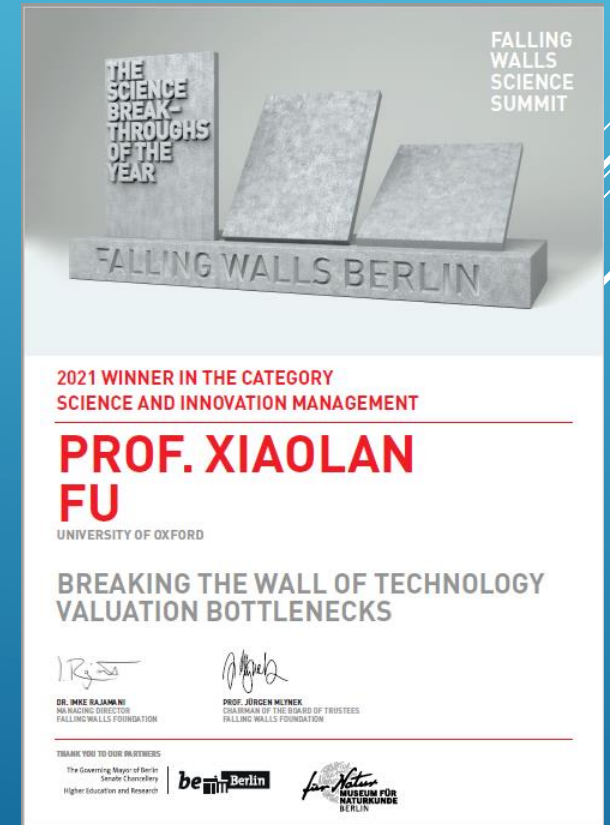 THE
SCIENCE
BREAK-
THROUGHS
OF THE
YEAR
FALLING
WALLS
SCIENCE
SUMMIT
FALLING WALLS BERLIN
2021 WINNER IN THE CATEGORY
SCIENCE AND INNOVATION MANAGEMENT
PROF. XIAOLAN
FU
UNIVERSITY OF OXFORD
BREAKING THE WALL OF TECHNOLOGY
VALUATION BOTTLENECKS
DR. IMKE RAJAMANI
MANAGING DIRECTOR
FALLING WALLS FOUNDATION
PROF. JÜRGEN MLYNEK
CHAIRMAN OF THE BOARD OF TRUSTEES
FALLING WALLS FOUNDATION
THANK YOU TO OUR PARTNERS
The Governing Mayor of Berlin
Senate Chancellery
Higher Education and Research
be Berlin
für Natur
MUSEUM FÜR
NATURKUNDE
BERLIN